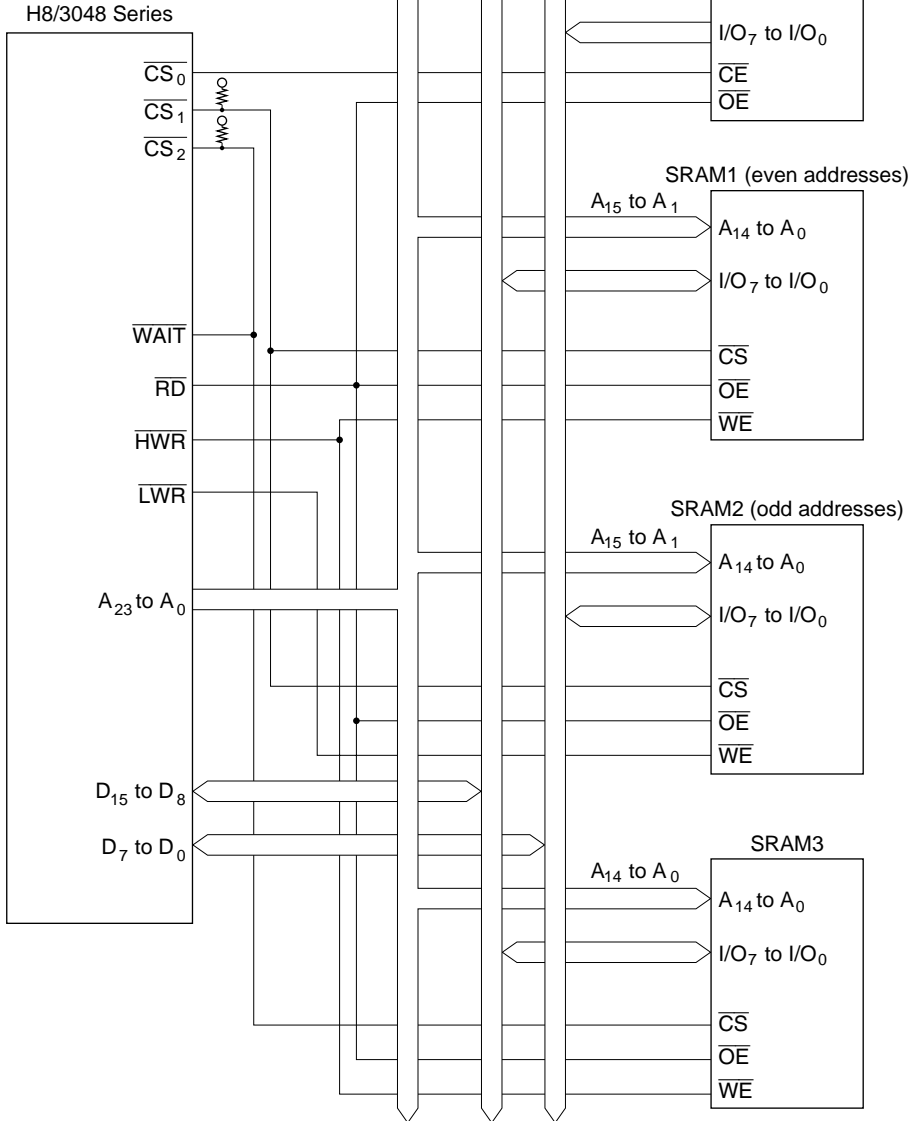 H8/3048 Series
CS0
CS1
CS2
WAIT
RD
HWR
LWR
A23 to A0
D15 to D8
D7 to D0
I/O7 to I/O0
CE
OE
SRAM1 (even addresses)
A15 to A1
A14 to A0
I/O7 to I/O0
CS
OE
WE
SRAM2 (odd addresses)
A15 to A1
A14 to A0
I/O7 to I/O0
CS
OE
WE
SRAM3
A14 to A0
A14 to A0
I/O7 to I/O0
CS
OE
WE